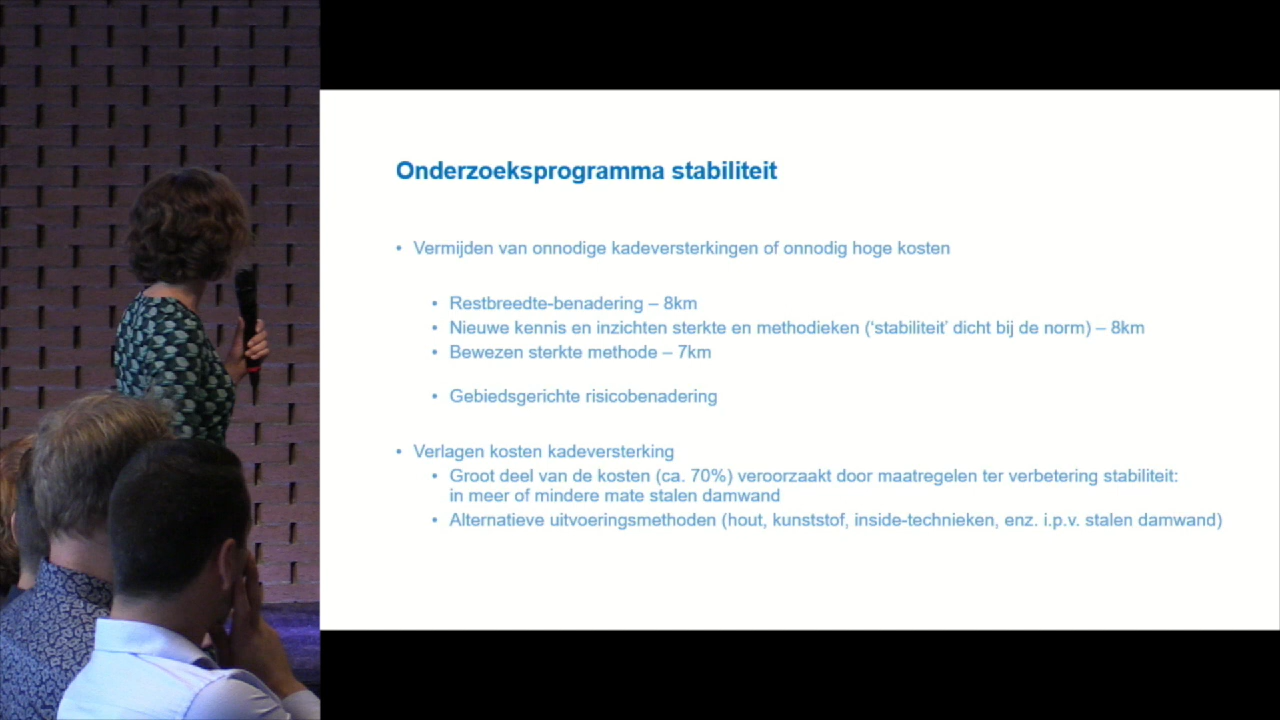 Onderzoeksprogramma stabiliteit
• Vermijden van onnodige kadeversterkingen of onnodig hoge kosten
• Restbreedte-benadering – 8km
• Nieuwe kennis en inzichten sterkte en methodieken (‘stabiliteit’ dicht bij de norm) – 8km
• Bewezen sterkte methode – 7km
• Gebiedsgerichte risicobenadering
• Verlagen kosten kadeversterking
• Groot deel van de kosten (ca. 70%) veroorzaakt door maatregelen ter verbetering stabiliteit:
in meer of mindere mate stalen damwand
• Alternatieve uitvoeringsmethoden (hout, kunststof, inside-technieken, enz. i.p.v. stalen damwand)